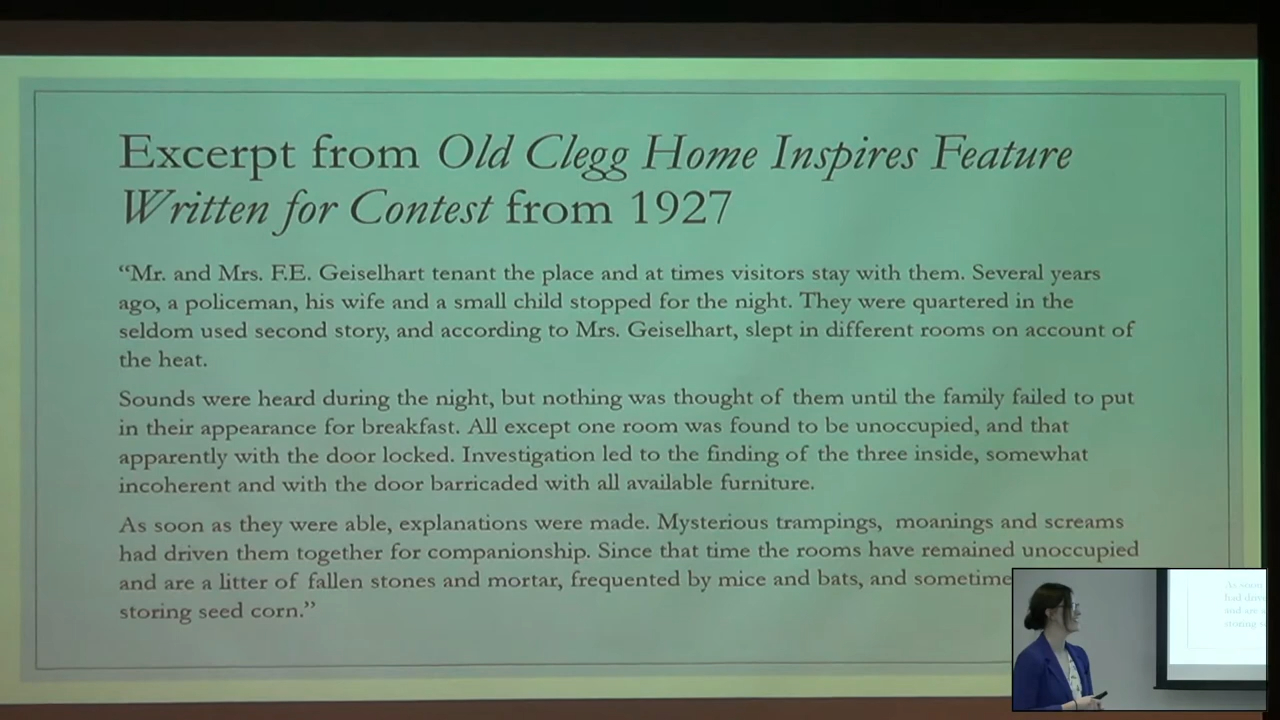 Excerpt from Old Clegg Home Inspires Feature
Written for Contest from 1927
“Mr. and Mrs. F.E. Geiselhart tenant the place and at times visitors stay with them. Several years
ago, a policeman, his wife and a small child stopped for the night. They were quartered in the
seldom used second story, and according to Mrs. Geiselhart, slept in different rooms on account of
the heat.
Sounds were heard during the night, but nothing was thought of them until the family failed to put
in their appearance for breakfast. All except one room was found to be unoccupied, and that
apparently with the door locked. Investigation led to the finding of the three inside, somewhat
incoherent and with the door barricaded with all available furniture.
As soon as they were able, explanations were made. Mysterious trampings, moanings and screams
had driven them together for companionship. Since that time the rooms have remained unoccupied
and are a litter of fallen stones and mortar, frequented by mice and bats, and sometime
storing seed corn.”
As soon
had drive
and are a
storing